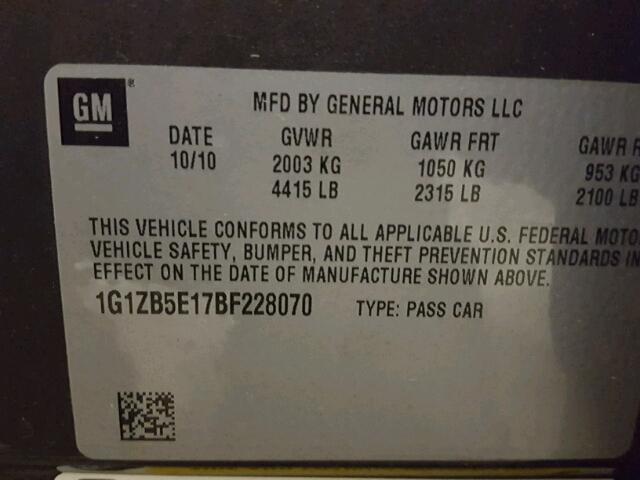 GM ®
MFD BY GENERAL MOTORS LLC
DATE GVWR GAWR FRT GAWR R
10/10 2003 KG 1050 KG 953 KG
4415 LB 2315 LB 2100 LB
THIS VEHICLE CONFORMS TO ALL APPLICABLE U.S. FEDERAL MOTO
VEHICLE SAFETY, BUMPER, AND THEFT PREVENTION STANDARDS IN
EFFECT ON THE DATE OF MANUFACTURE SHOWN ABOVE.
1G1ZB5E17BF228070 TYPE: PASS CAR